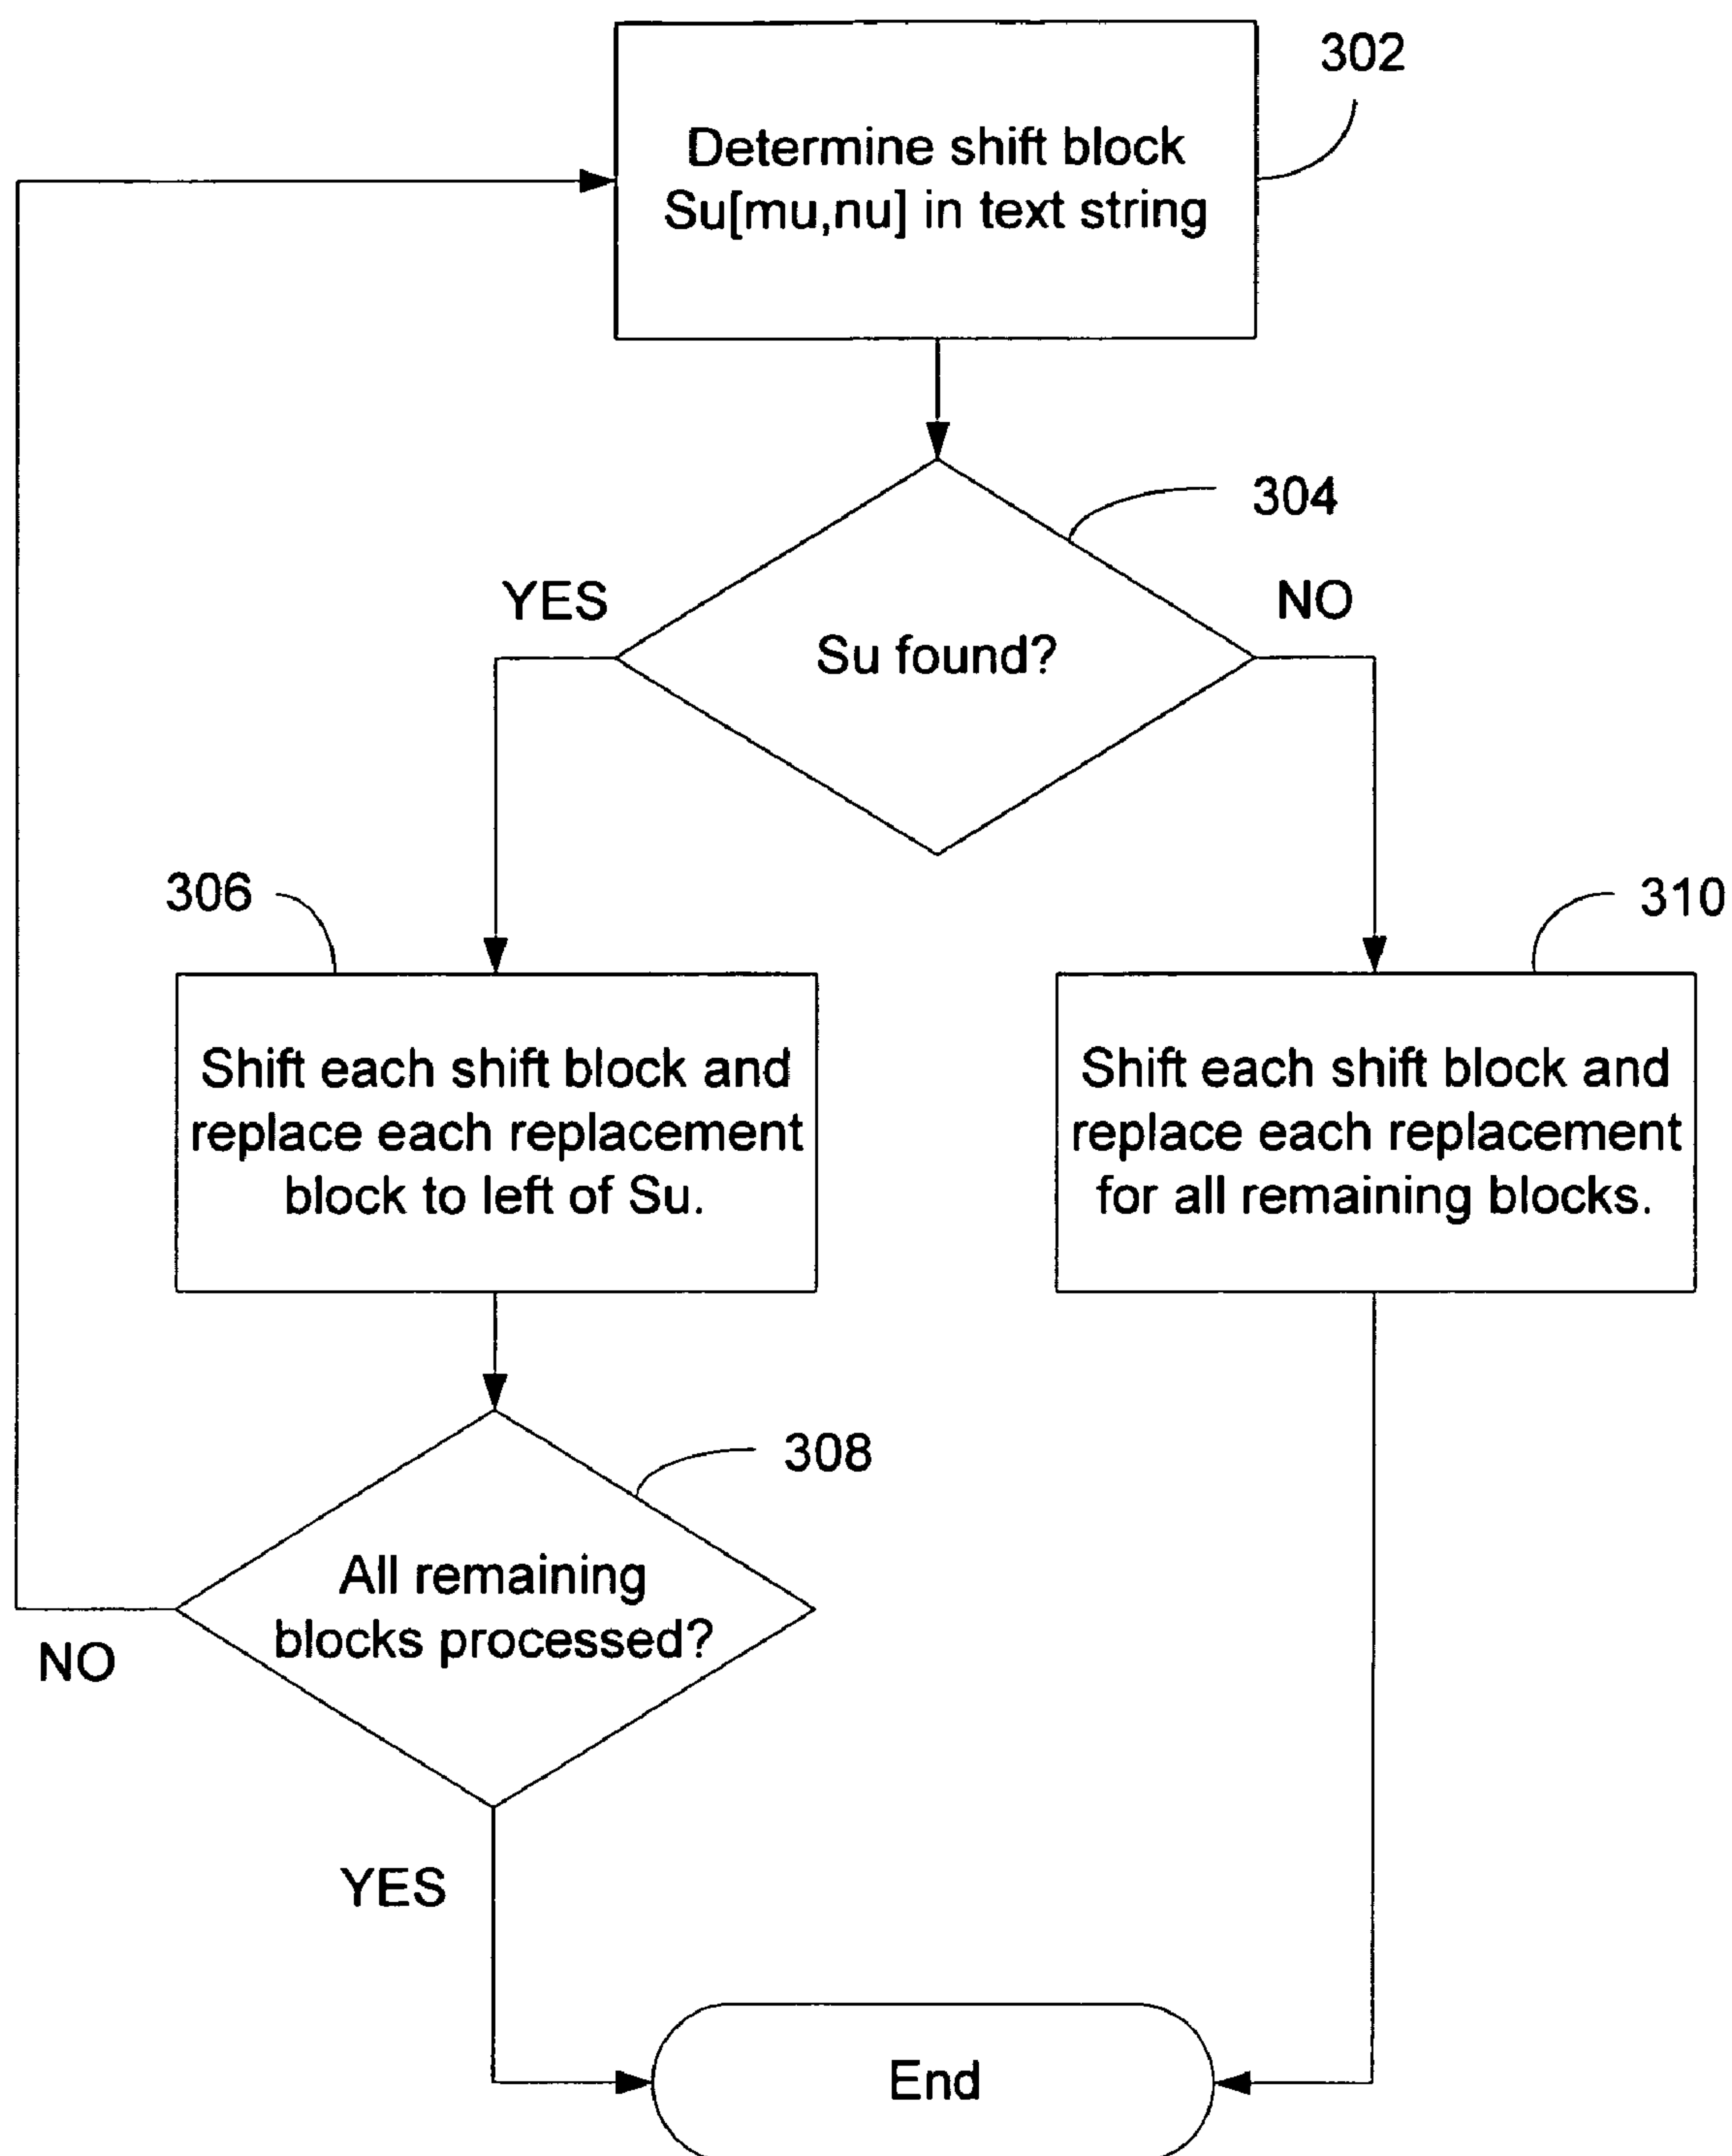 302
Determine shift block
Su[mu,nu] in text string
304
YES
NO
Su found?
306
310
Shift each shift block and
replace each replacement
block to left of Su.
Shift each shift block and
replace each replacement
for all remaining blocks.
308
All remaining
blocks processed?
NO
YES
End